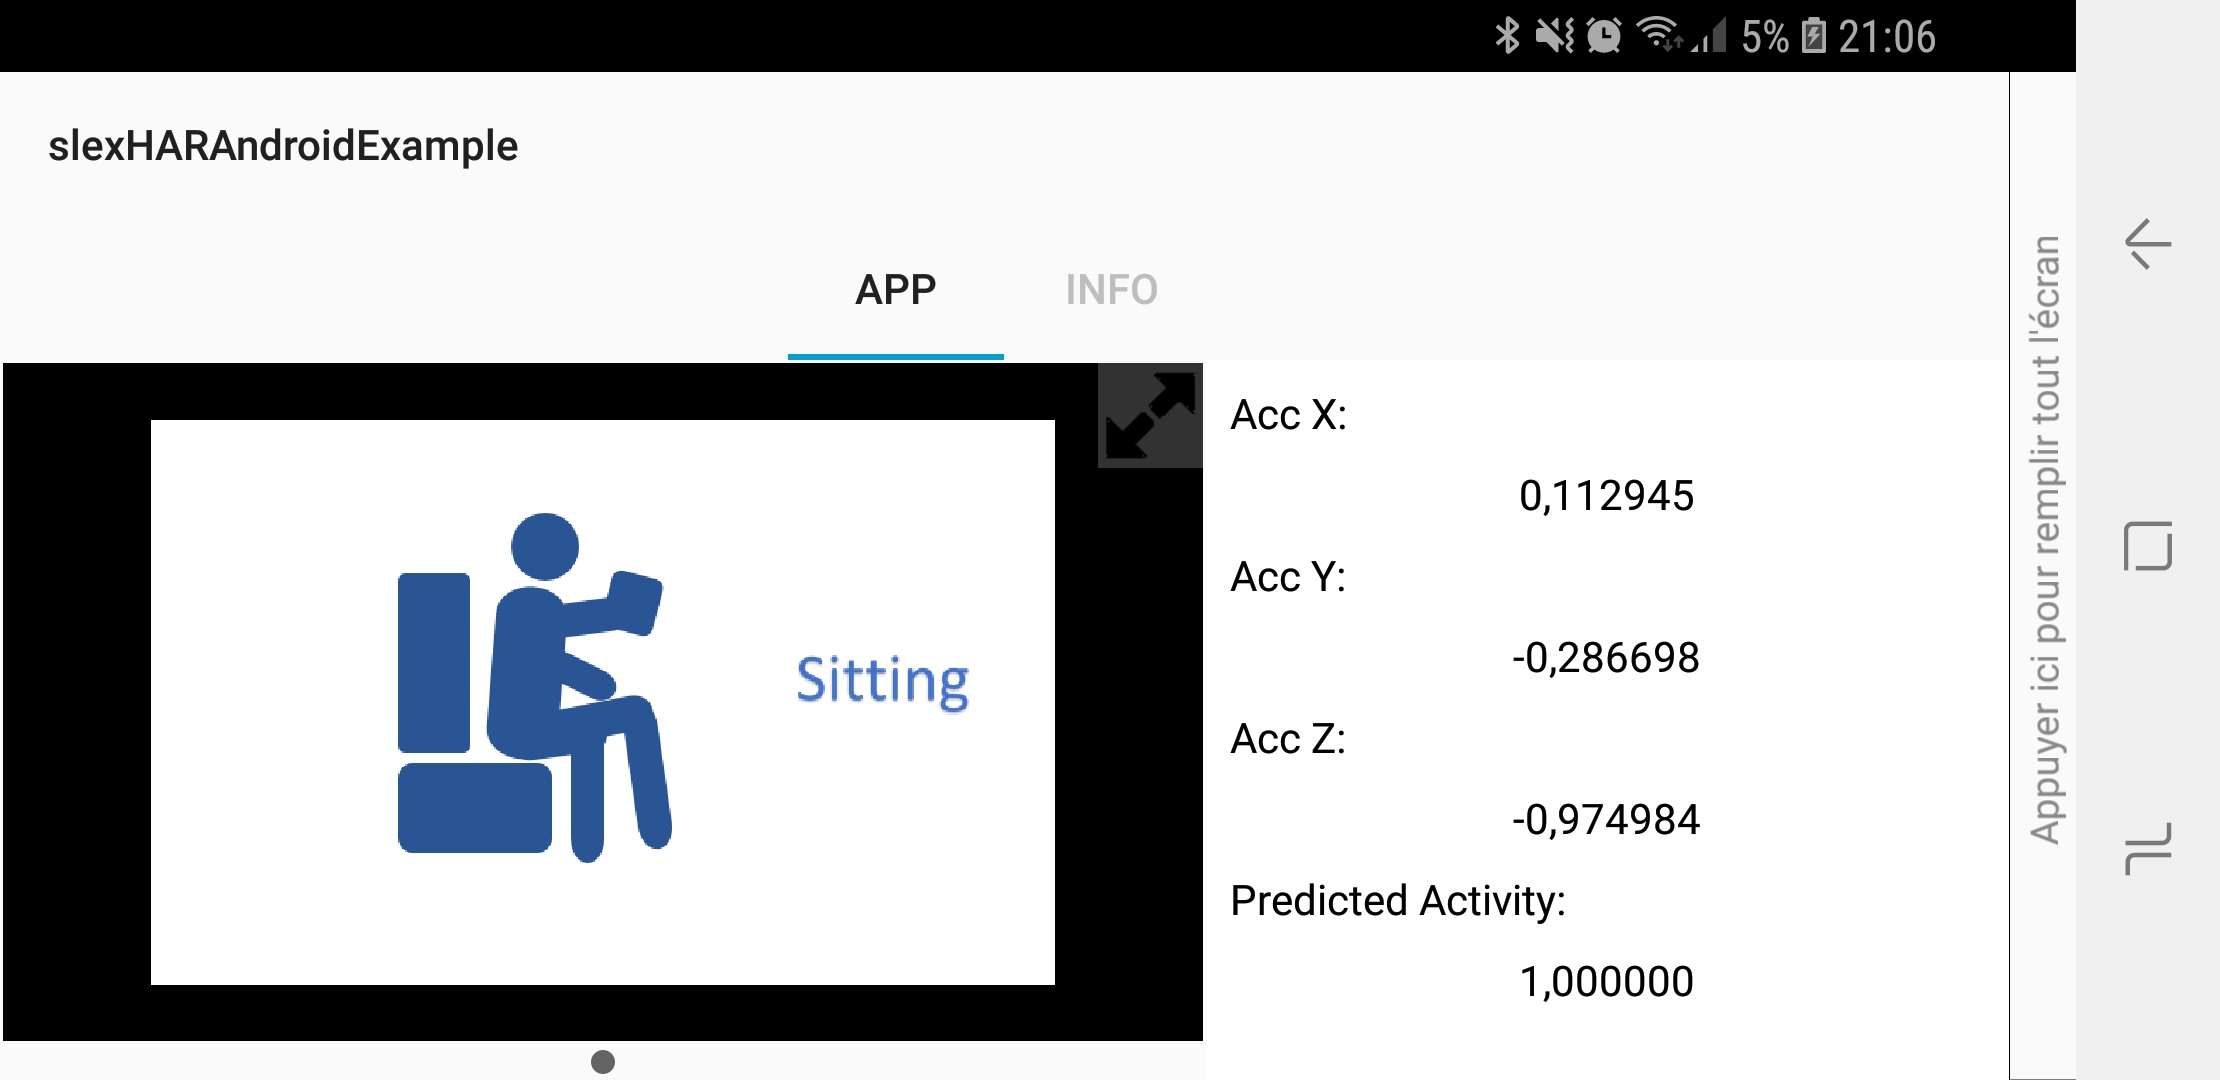 5% 21:06
slexHARAndroidExample
APP INFO
Sitting
Acc X:
0,112945
Acc Y:
-0,286698
Acc Z:
-0,974984
Predicted Activity:
1,000000
Appuyer ici pour remplir tout l'écran